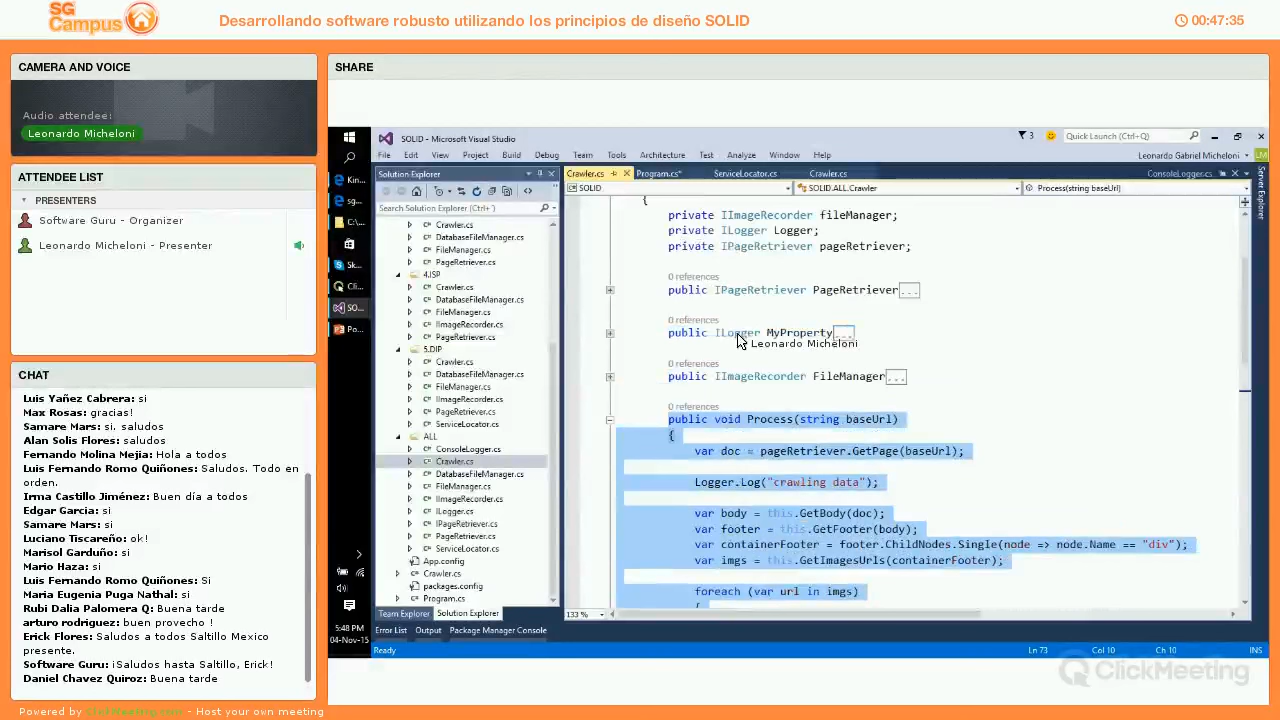 SG Campus
Desarrollando software robusto utilizando los principios de diseño SOLID
00:47:35
CAMERA AND VOICE
Audio attendee:
Leonardo Micheloni
ATTENDEE LIST
PRESENTERS
Software Guru - Organizer
Leonardo Micheloni - Presenter
CHAT
Luis Yañez Cabrera: si
Max Rosas: gracias!
Samare Mars: si. saludos
Alan Solis Flores: saludos
Fernando Molina Mejia: Hola a todos
Luis Fernando Romo Quiñones: Saludos. Todo en
orden.
Irma Castillo Jiménez: Buen día a todos
Edgar Garcia: si
Samare Mars: si
Luciano Tiscareño: ok!
Marisol Garduño: si
Mario Haza: si
Luis Fernando Romo Quiñones: Si
Maria Eugenia Puga Nathal: si
Rubi Dalia Palomera Q: Buena tarde
arturo rodriguez: buen provecho !
Erick Flores: Saludos a todos Saltillo Mexico
presente.
Software Guru: ¡Saludos hasta Saltillo, Erick!
Daniel Chavez Quiroz: Buena tarde
Powered by ClickMeeting.com - Host your own meeting
SHARE
Kin...
sg...
C:\...
Sk...
Cli...
SO...
Po...
5:48 PM
04-Nov-15
SOLID - Microsoft Visual Studio
3
Quick Launch (Ctrl+Q)
File Edit View Project Build Debug Team Tools Architecture Test Analyze Window Help
Leonardo Gabriel Micheloni
LM
Solution Explorer
Search Solution Explorer (Ctrl+')
Crawler.cs
DatabaseFileManager.cs
FileManager.cs
PageRetriever.cs
4.ISP
Crawler.cs
DatabaseFileManager.cs
FileManager.cs
IImageRecorder.cs
PageRetriever.cs
5.DIP
Crawler.cs
DatabaseFileManager.cs
FileManager.cs
IImageRecorder.cs
PageRetriever.cs
ServiceLocator.cs
ALL
ConsoleLogger.cs
Crawler.cs
DatabaseFileManager.cs
FileManager.cs
IImageRecorder.cs
ILogger.cs
IPageRetriever.cs
PageRetriever.cs
ServiceLocator.cs
App.config
Crawler.cs
packages.config
Program.cs
Team Explorer Solution Explorer
Crawler.cs Program.cs* ServiceLocator.cs Crawler.cs ConsoleLogger.cs
SOLID SOLID.ALL.Crawler Process(string baseUrl)
Server Explorer
{
private IImageRecorder fileManager;
private ILogger Logger;
private IPageRetriever pageRetriever;
0 references
public IPageRetriever PageRetriever...
0 references
public ILogger MyProperty...
Leonardo Micheloni
0 references
public IImageRecorder FileManager...
0 references
public void Process(string baseUrl)
{
var doc = pageRetriever.GetPage(baseUrl);
Logger.Log("crawling data");
var body = this.GetBody(doc);
var footer = this.GetFooter(body);
var containerFooter = footer.ChildNodes.Single(node => node.Name == "div");
var imgs = this.GetImagesUrls(containerFooter);
foreach (var url in imgs)
{
133 %
Error List Output Package Manager Console
Ready
Ln 73 Col 10 Ch 10 INS
ClickMeeting